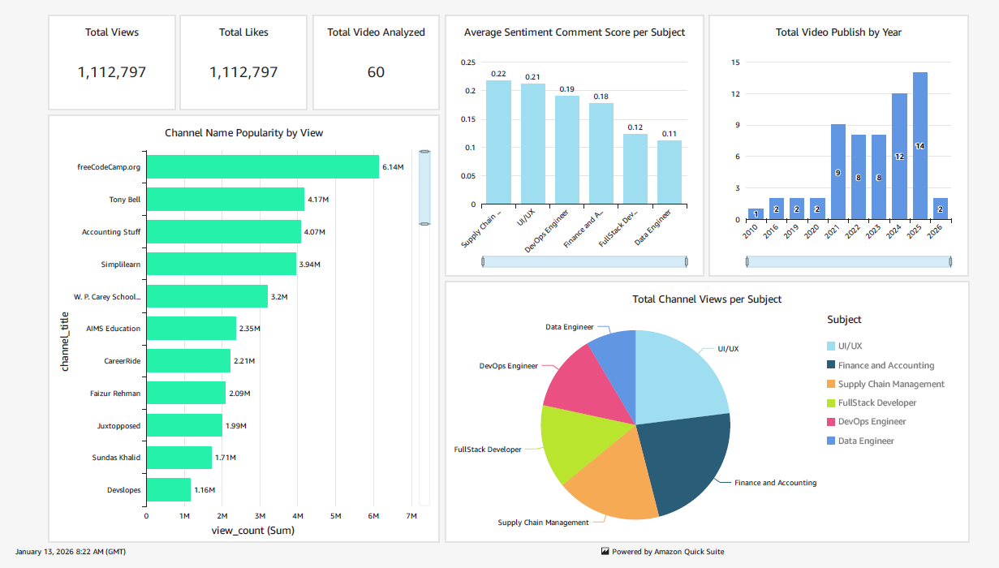 Total Views
1,112,797
Total Likes
1,112,797
Total Video Analyzed
60
Channel Name Popularity by View
channel_title
freeCodeCamp.org
6.14M
Tony Bell
4.17M
Accounting Stuff
4.07M
Simplilearn
3.94M
W. P. Carey School...
3.2M
AIMS Education
2.35M
CareerRide
2.21M
Faizur Rehman
2.09M
Juxtopposed
1.99M
Sundas Khalid
1.71M
Devslopes
1.16M
0 1M 2M 3M 4M 5M 6M 7M
view_count (Sum)
Average Sentiment Comment Score per Subject
0.25
0.2
0.15
0.1
0.05
0
0.22
0.21
0.19
0.18
0.12
0.11
Supply Chain ...
UI/UX
DevOps Engineer
Finance and A...
FullStack Dev...
Data Engineer
Total Video Publish by Year
15
12
9
6
3
0
1
2
2
2
9
8
8
12
14
2
2010
2016
2019
2020
2021
2022
2023
2024
2025
2026
Total Channel Views per Subject
Data Engineer
UI/UX
DevOps Engineer
FullStack Developer
Finance and Accounting
Supply Chain Management
Subject
UI/UX
Finance and Accounting
Supply Chain Management
FullStack Developer
DevOps Engineer
Data Engineer
January 13, 2026 8:22 AM (GMT)
Powered by Amazon Quick Suite